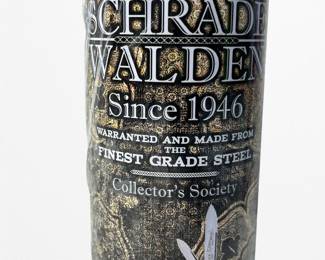 SCHRADE
WALDEN
Since 1946
WARRANTED AND MADE FROM
THE
FINEST GRADE STEEL
Collector's Society